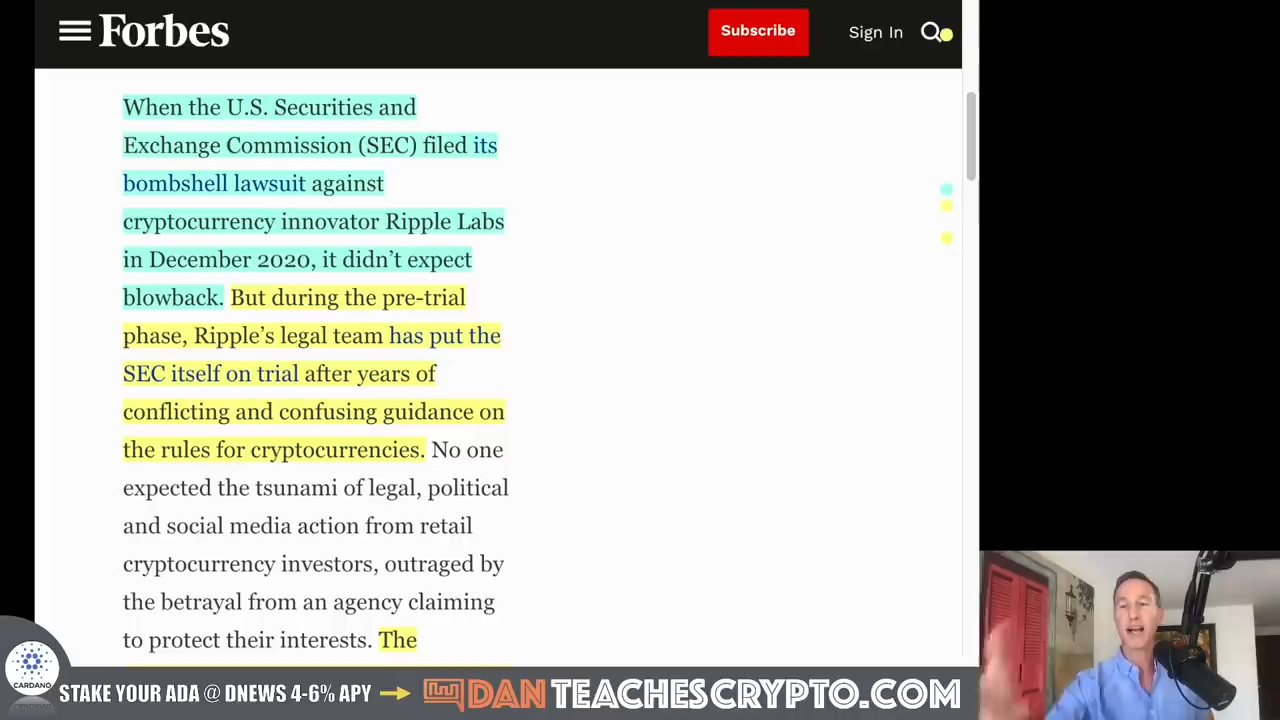 Forbes
Subscribe
Sign In
When the U.S. Securities and
Exchange Commission (SEC) filed its
bombshell lawsuit against
cryptocurrency innovator Ripple Labs
in December 2020, it didn’t expect
blowback. But during the pre-trial
phase, Ripple’s legal team has put the
SEC itself on trial after years of
conflicting and confusing guidance on
the rules for cryptocurrencies. No one
expected the tsunami of legal, political
and social media action from retail
cryptocurrency investors, outraged by
the betrayal from an agency claiming
to protect their interests. The
CARDANO
STAKE YOUR ADA @ DNEWS 4-6% APY
DANTEACHESCRYPTO.COM